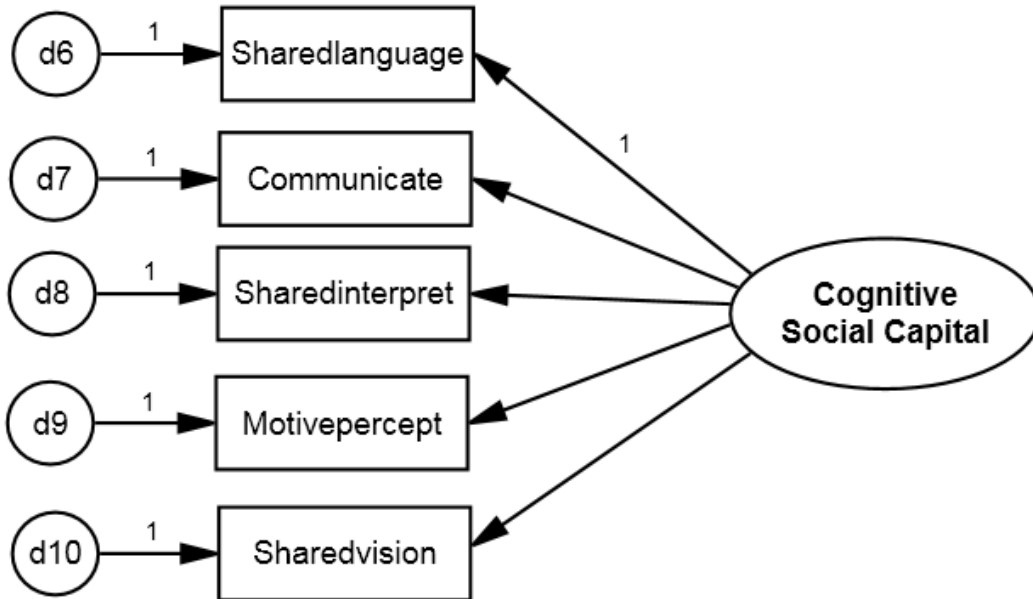 d6
1
Sharedlanguage
1
d7
1
Communicate
d8
1
Sharedinterpret
Cognitive
Social Capital
d9
1
Motivepercept
d10
1
Sharedvision